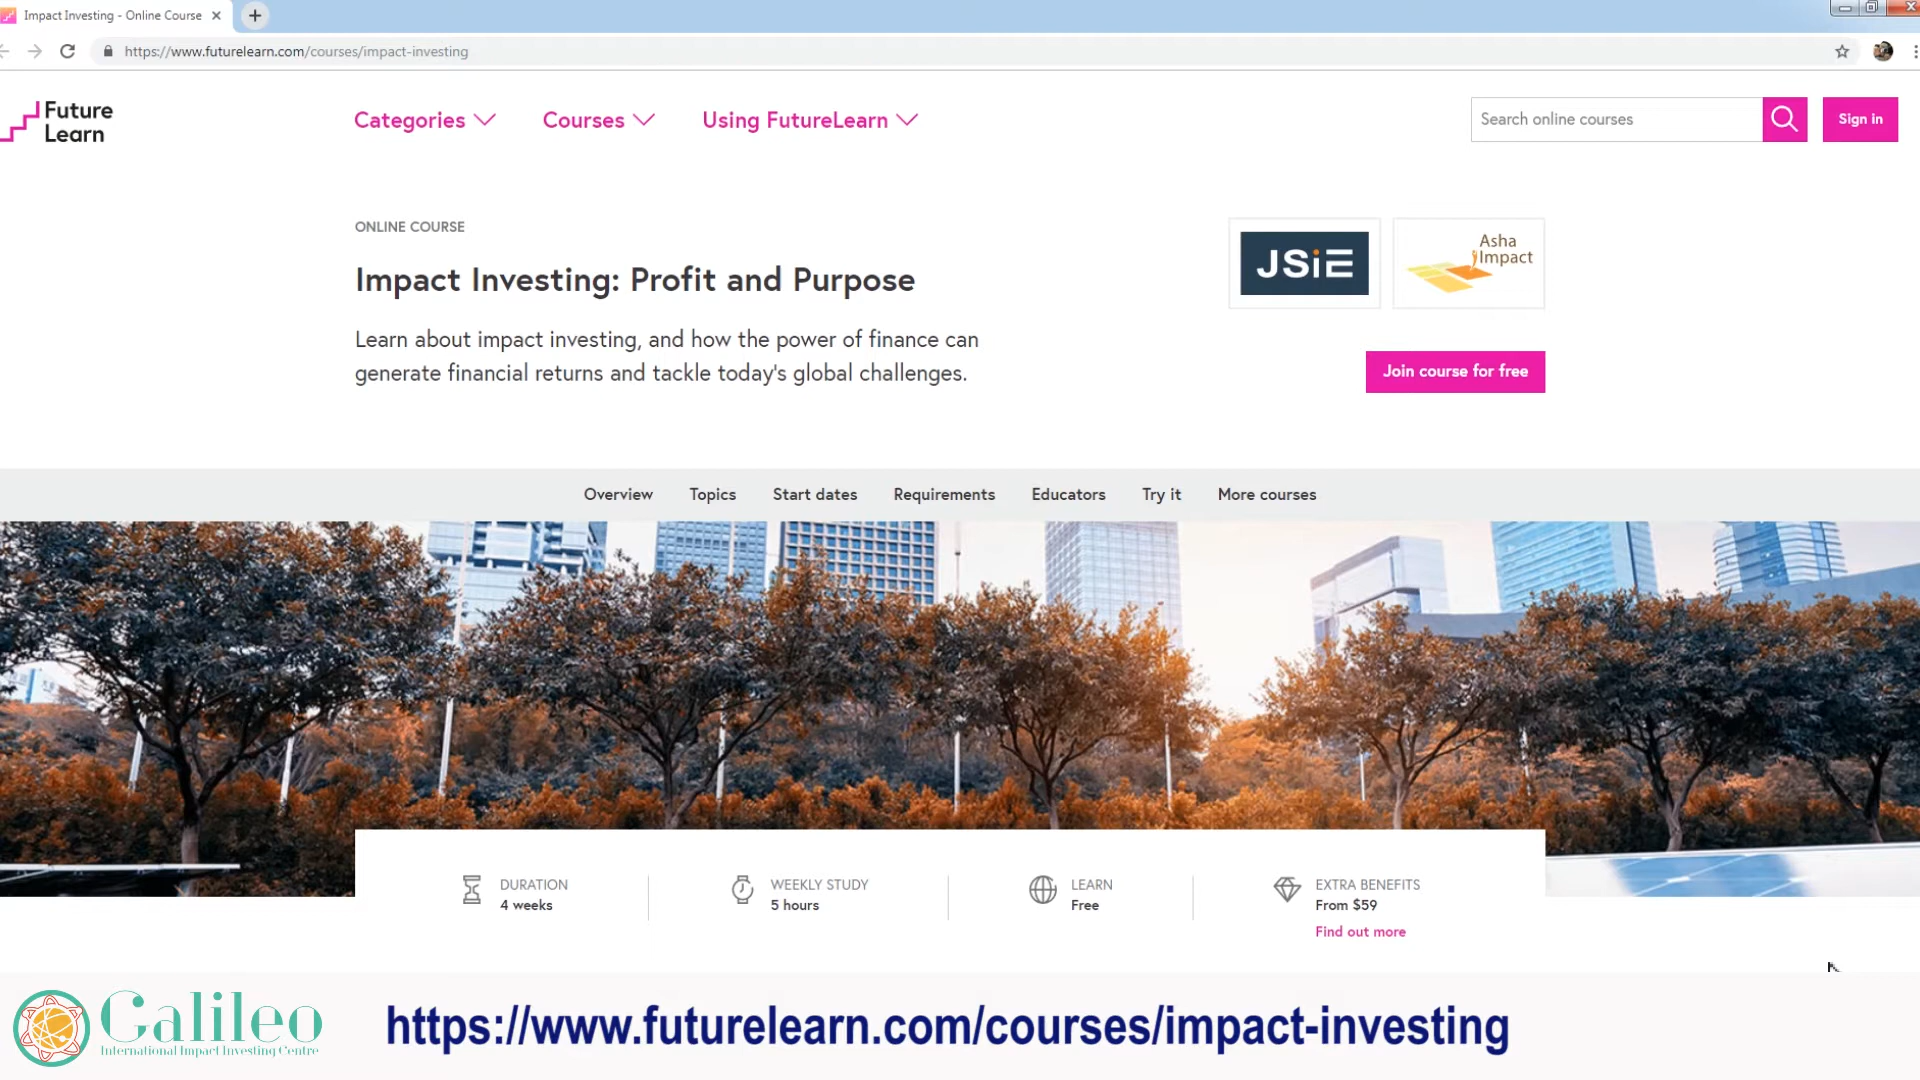 Impact Investing - Online Course
https://www.futurelearn.com/courses/impact-investing
Future
Learn
Categories
Courses
Using FutureLearn
Search online courses
Sign in
ONLINE COURSE
Impact Investing: Profit and Purpose
Learn about impact investing, and how the power of finance can
generate financial returns and tackle today's global challenges.
JSiE
Asha
Impact
Join course for free
Overview
Topics
Start dates
Requirements
Educators
Try it
More courses
DURATION
4 weeks
WEEKLY STUDY
5 hours
LEARN
Free
EXTRA BENEFITS
From $59
Find out more
Galileo
International Impact Investing Centre
https://www.futurelearn.com/courses/impact-investing